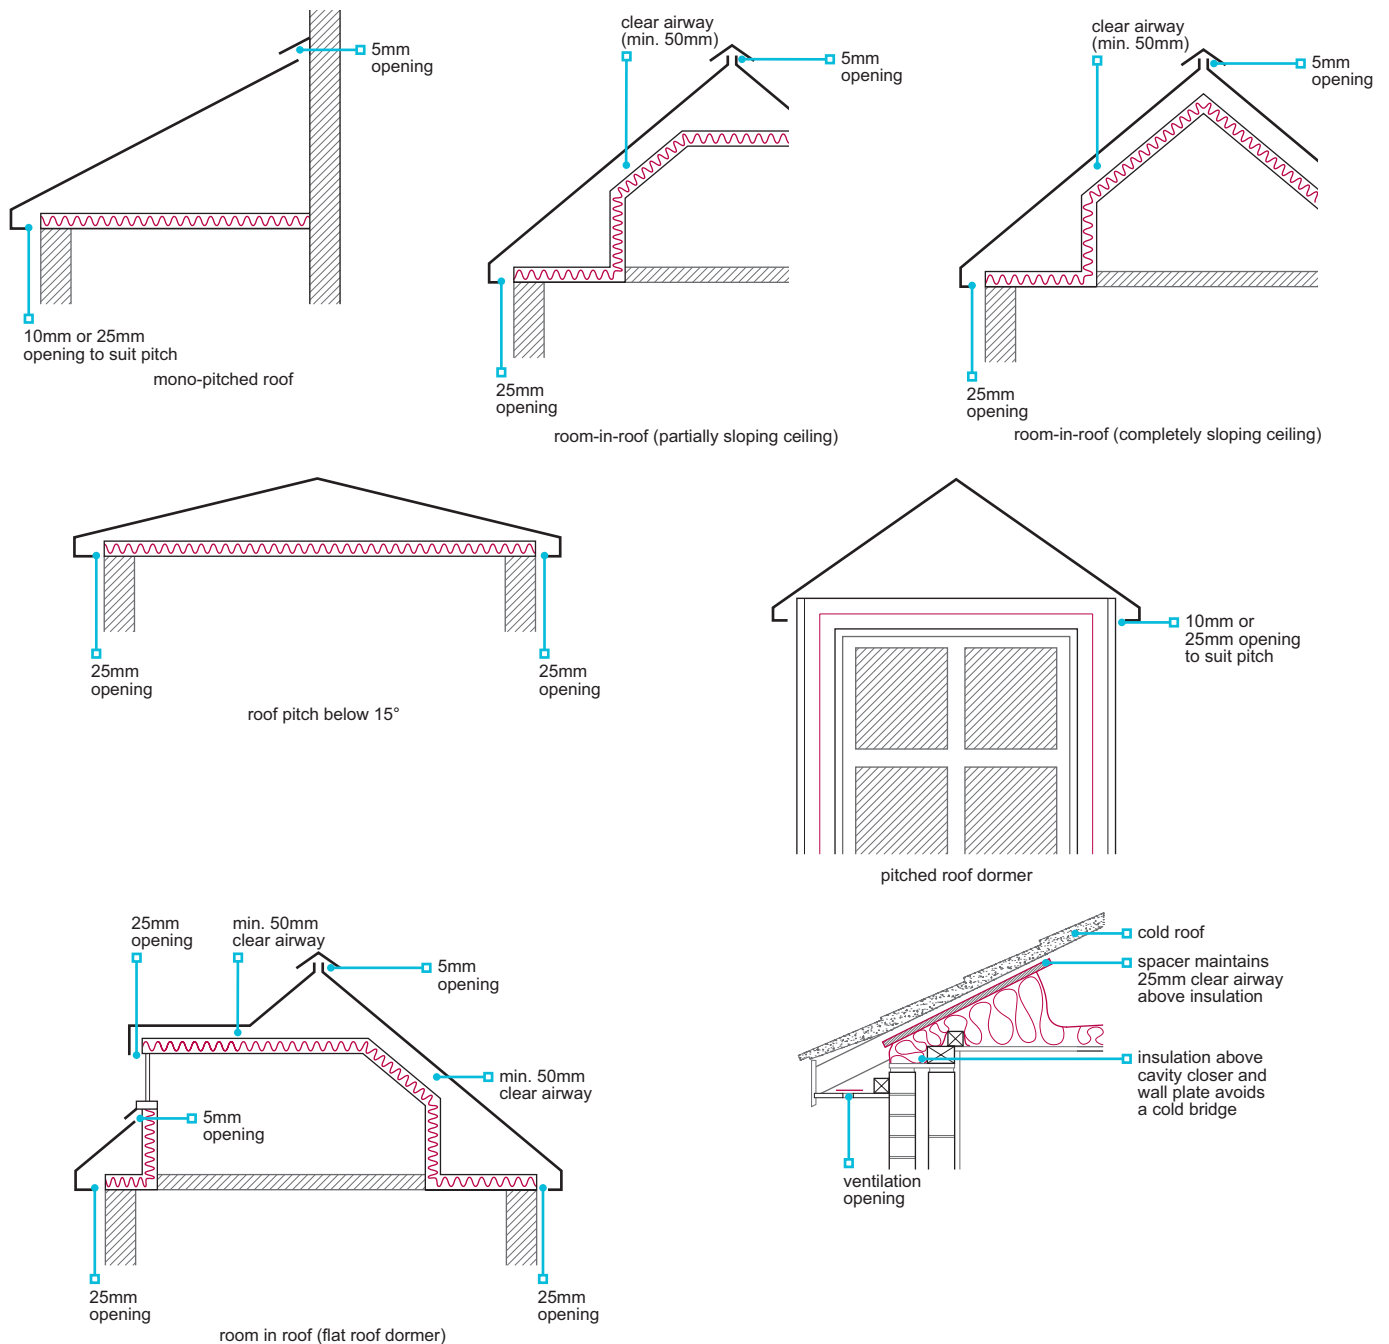 5mm
opening
10mm or 25mm
opening to suit pitch
mono-pitched roof
clear airway
(min. 50mm)
5mm
opening
25mm
opening
room-in-roof (partially sloping ceiling)
clear airway
(min. 50mm)
5mm
opening
25mm
opening
room-in-roof (completely sloping ceiling)
25mm
opening
25mm
opening
roof pitch below 15°
10mm or
25mm opening
to suit pitch
pitched roof dormer
25mm
opening
min. 50mm
clear airway
5mm
opening
min. 50mm
clear airway
5mm
opening
25mm
opening
25mm
opening
room in roof (flat roof dormer)
cold roof
spacer maintains
25mm clear airway
above insulation
insulation above
cavity closer and
wall plate avoids
a cold bridge
ventilation
opening